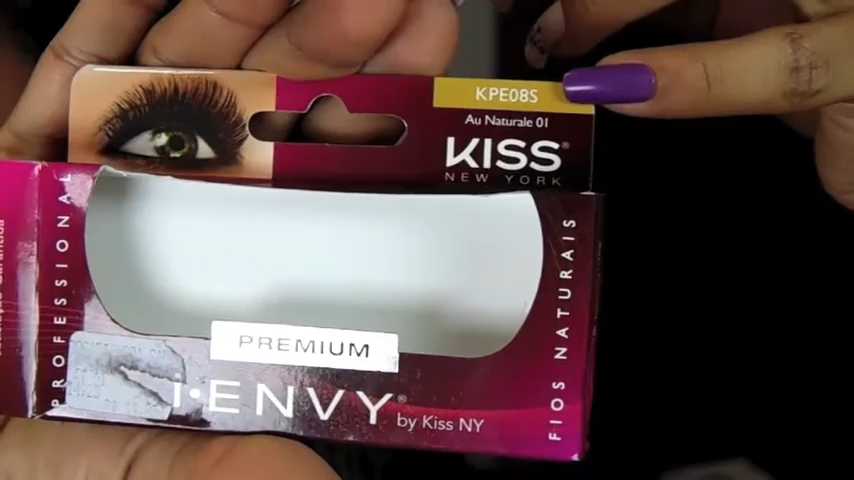 KPE08S
Au Naturale 01
KISS®
NEW YORK
PROFESSIONAL
FIOS NATURAIS
PREMIUM
i·ENVY®
by Kiss NY